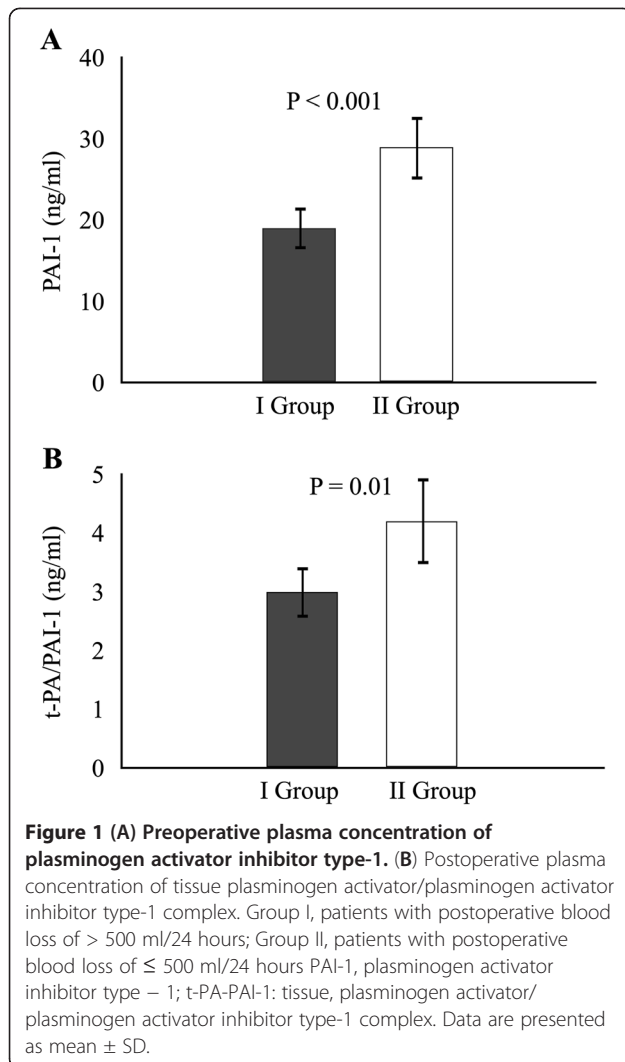 A
40
30
20
10
0
PAI-1 (ng/ml)
P < 0.001
I Group II Group
B
5
4
3
2
1
0
t-PA/PAI-1 (ng/ml)
P = 0.01
I Group II Group
Figure 1 (A) Preoperative plasma concentration of
plasminogen activator inhibitor type-1. (B) Postoperative plasma
concentration of tissue plasminogen activator/plasminogen activator
inhibitor type-1 complex. Group I, patients with postoperative blood
loss of > 500 ml/24 hours; Group II, patients with postoperative
blood loss of ≤ 500 ml/24 hours PAI-1, plasminogen activator
inhibitor type − 1; t-PA-PAI-1: tissue, plasminogen activator/
plasminogen activator inhibitor type-1 complex. Data are presented
as mean ± SD.